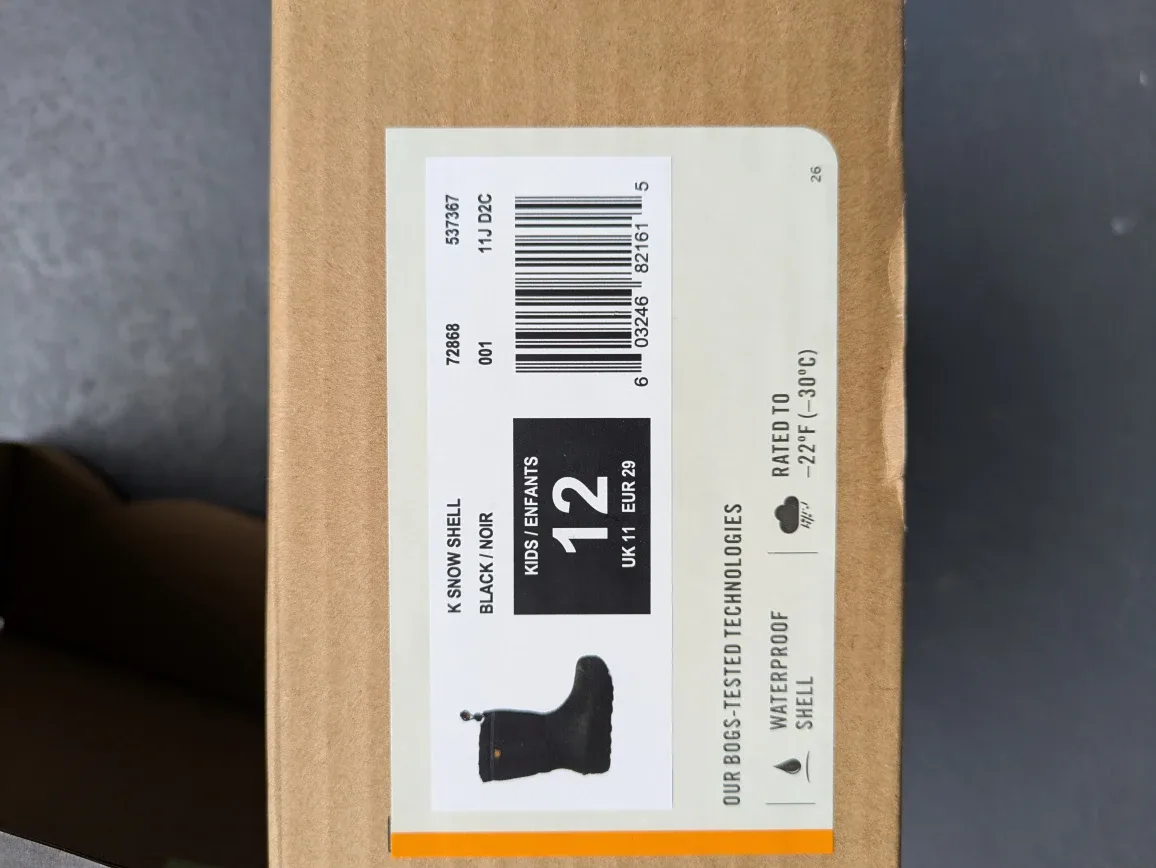 K SNOW SHELL 72868 537367
BLACK / NOIR 001 11J D2C
KIDS / ENFANTS
12
UK 11 EUR 29
6 03246 82161 5
OUR BOGS-TESTED TECHNOLOGIES
WATERPROOF
SHELL
RATED TO
–22°F (–30°C)
26